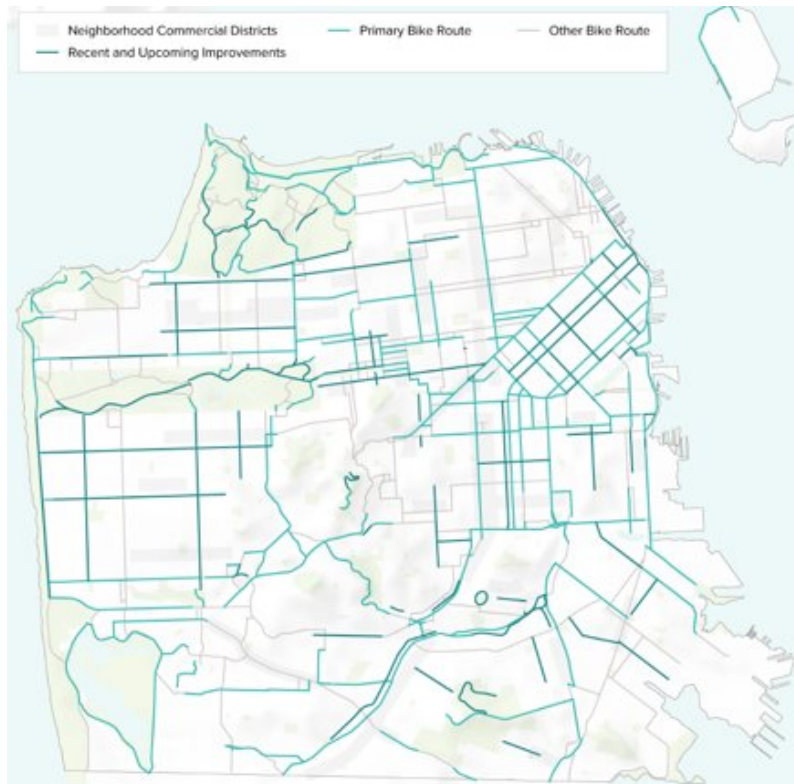 Neighborhood Commercial Districts Primary Bike Route Other Bike Route
Recent and Upcoming Improvements